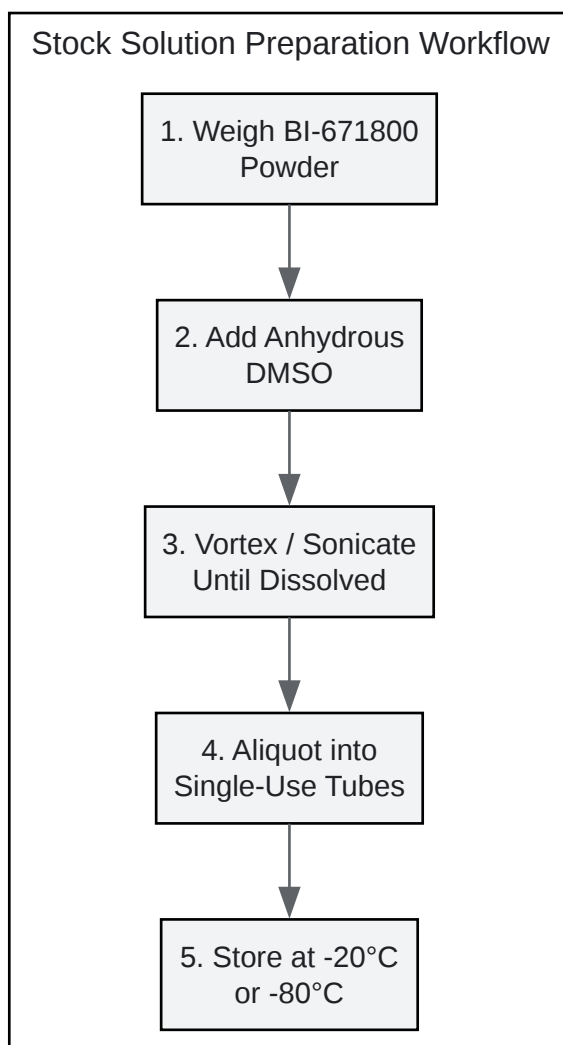 Stock Solution Preparation Workflow
1. Weigh BI-671800
Powder
2. Add Anhydrous
DMSO
3. Vortex / Sonicate
Until Dissolved
4. Aliquot into
Single-Use Tubes
5. Store at -20°C
or -80°C